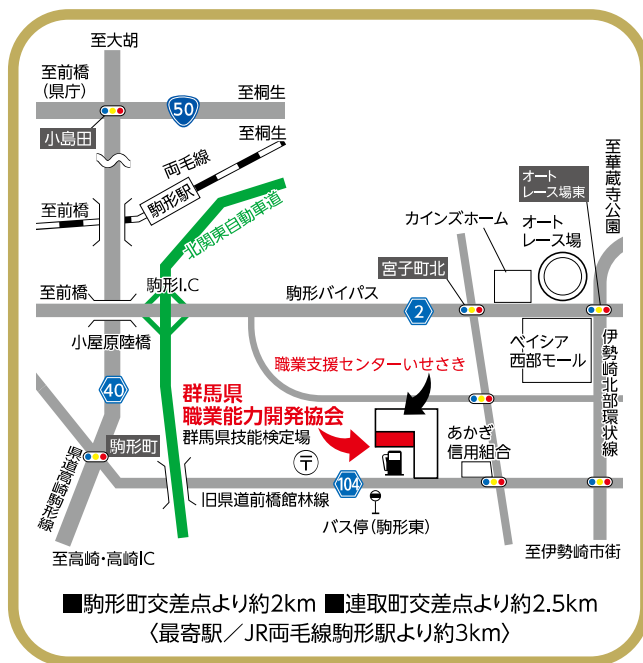 至大胡
至前橋
(県庁)
至桐生
50
小島田
至桐生
両毛線
駒形駅
至前橋
北関東自動車道
至華蔵寺公園
オート
レース場東
オート
レース場
カインズホーム
宮子町北
駒形I.C
至前橋
駒形バイパス
2
小屋原陸橋
ベイシア
西部モール
伊勢崎北部環状線
職業支援センターいせさき
40
群馬県
職業能力開発協会
群馬県技能検定場
あかぎ
信用組合
駒形町
〒
104
県道高崎駒形線
旧県道前橋館林線
バス停(駒形東)
至高崎・高崎IC
至伊勢崎市街
■駒形町交差点より約2km ■連取町交差点より約2.5km
〈最寄駅/JR両毛線駒形駅より約3km〉